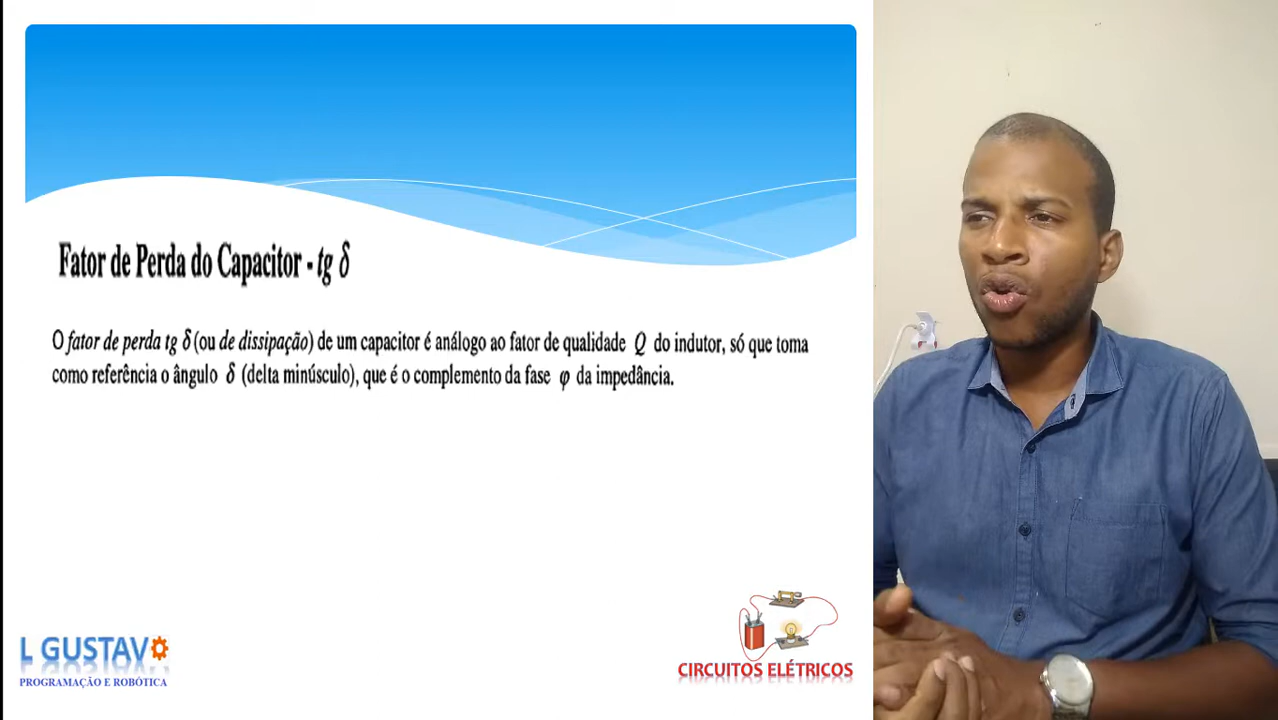 Fator de Perda do Capacitor - tg δ
O fator de perda tg δ (ou de dissipação) de um capacitor é análogo ao fator de qualidade Q do indutor, só que toma
como referência o ângulo δ (delta minúsculo), que é o complemento da fase φ da impedância.
L GUSTAVO
PROGRAMAÇÃO E ROBÓTICA
CIRCUITOS ELÉTRICOS